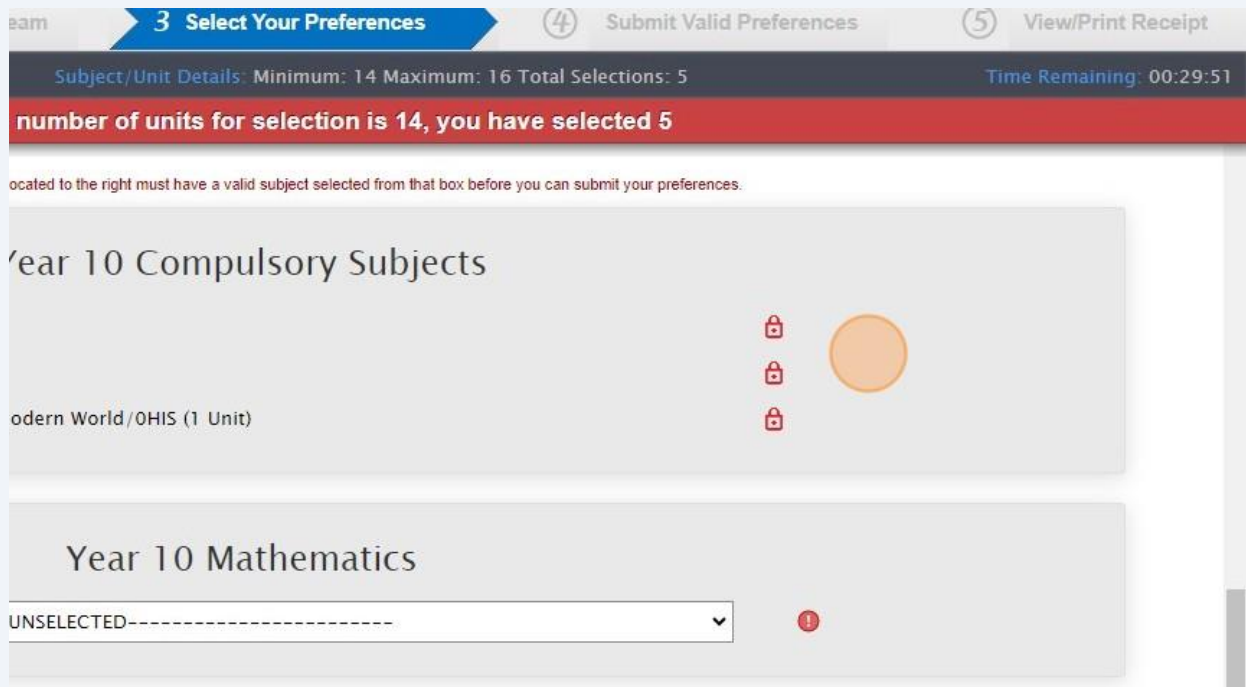 eam 3 Select Your Preferences 4 Submit Valid Preferences 5 View/Print Receipt
Subject/Unit Details: Minimum: 14 Maximum: 16 Total Selections: 5 Time Remaining: 00:29:51
number of units for selection is 14, you have selected 5
ocated to the right must have a valid subject selected from that box before you can submit your preferences.
Year 10 Compulsory Subjects
odern World/0HIS (1 Unit)
Year 10 Mathematics
UNSELECTED------------------------